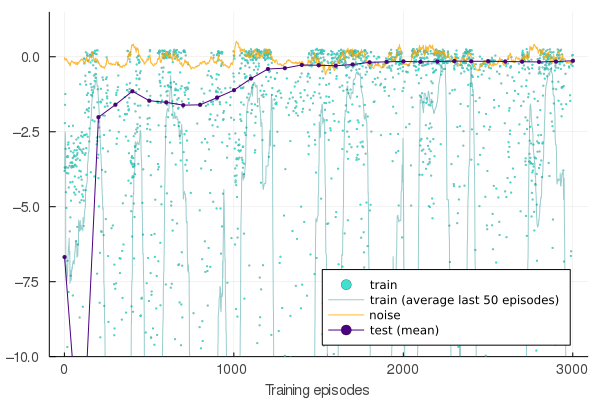 0.0
−2.5
−5.0
−7.5
−10.0
train
train (average last 50 episodes)
noise
test (mean)
0
1000
2000
3000
Training episodes